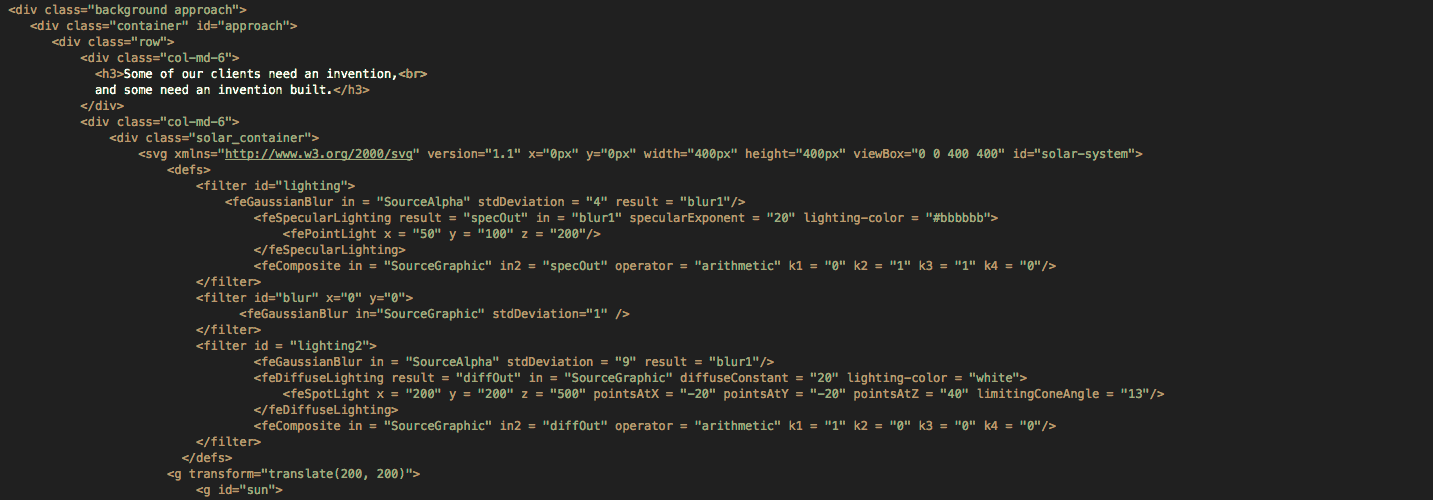 <div class="background approach">
<div class="container" id="approach">
<div class="row">
<div class="col-md-6">
<h3>Some of our clients need an invention,<br>
and some need an invention built.</h3>
</div>
<div class="col-md-6">
<div class="solar_container">
<svg xmlns="http://www.w3.org/2000/svg" version="1.1" x="0px" y="0px" width="400px" height="400px" viewBox="0 0 400 400" id="solar-system">
<defs>
<filter id="lighting">
<feGaussianBlur in = "SourceAlpha" stdDeviation = "4" result = "blur1"/>
<feSpecularLighting result = "specOut" in = "blur1" specularExponent = "20" lighting-color = "#bbbbbb">
<fePointLight x = "50" y = "100" z = "200"/>
</feSpecularLighting>
<feComposite in = "SourceGraphic" in2 = "specOut" operator = "arithmetic" k1 = "0" k2 = "1" k3 = "1" k4 = "0"/>
</filter>
<filter id="blur" x="0" y="0">
<feGaussianBlur in="SourceGraphic" stdDeviation="1" />
</filter>
<filter id = "lighting2">
<feGaussianBlur in = "SourceAlpha" stdDeviation = "9" result = "blur1"/>
<feDiffuseLighting result = "diffOut" in = "SourceGraphic" diffuseConstant = "20" lighting-color = "white">
<feSpotLight x = "200" y = "200" z = "500" pointsAtX = "-20" pointsAtY = "-20" pointsAtZ = "40" limitingConeAngle = "13"/>
</feDiffuseLighting>
<feComposite in = "SourceGraphic" in2 = "diffOut" operator = "arithmetic" k1 = "1" k2 = "0" k3 = "0" k4 = "0"/>
</filter>
</defs>
<g transform="translate(200, 200)">
<g id="sun">